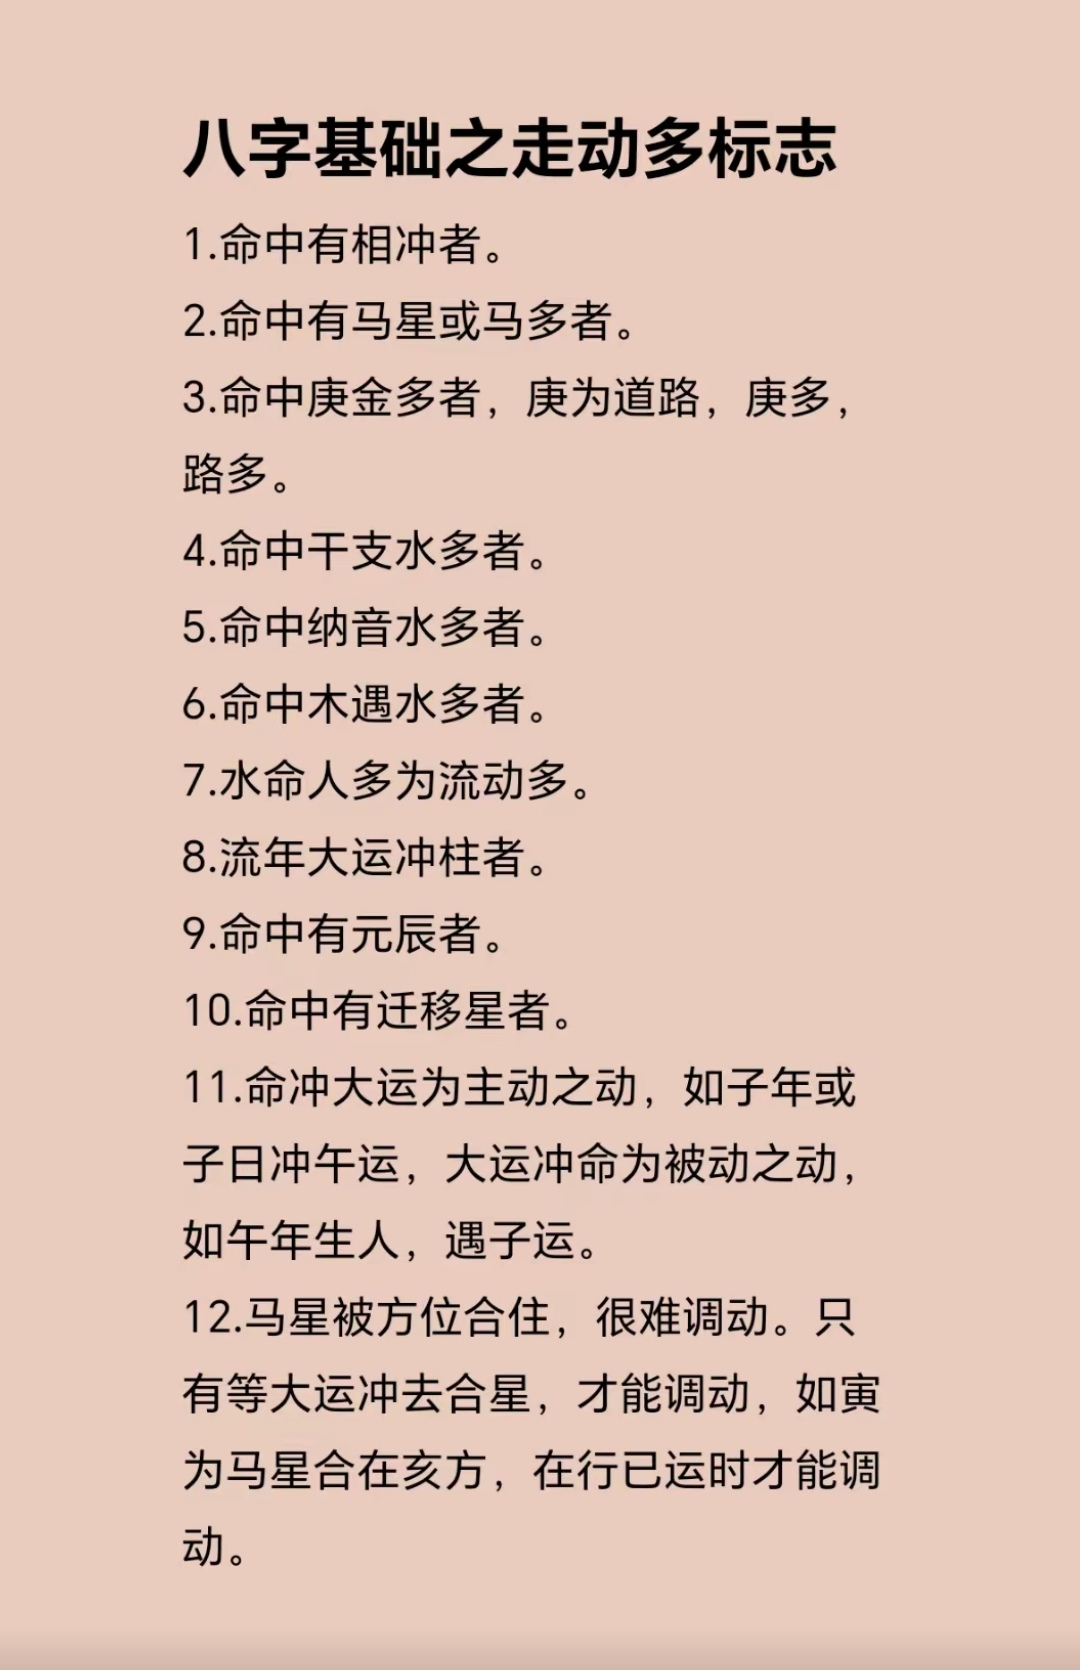 八字基础之走动多标志
1.命中有相冲者。
2.命中有马星或马多者。
3.命中庚金多者，庚为道路，庚多，
路多。
4.命中干支水多者。
5.命中纳音水多者。
6.命中木遇水多者。
7.水命人多为流动多。
8.流年大运冲柱者。
9.命中有元辰者。
10.命中有迁移星者。
11.命冲大运为主动之动，如子年或
子日冲午运，大运冲命为被动之动，
如午年生人，遇子运。
12.马星被方位合住，很难调动。只
有等大运冲去合星，才能调动，如寅
为马星合在亥方，在行已运时才能调
动。